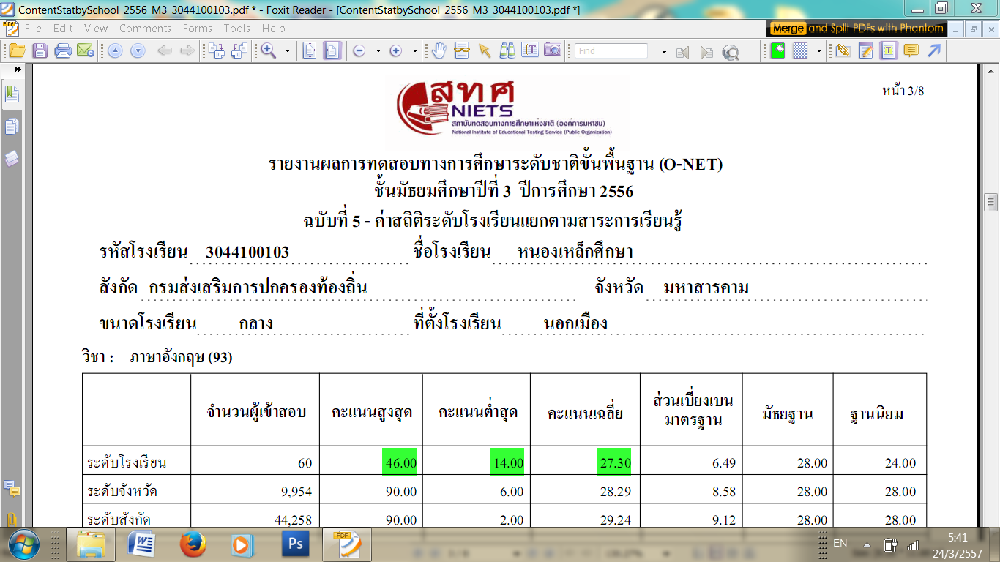 ContentStatbySchool_2556_M3_3044100103.pdf * - Foxit Reader - [ContentStatbySchool_2556_M3_3044100103.pdf *]
File Edit View Comments Forms Tools Help
Merge and Split PDFs with Phantom
Find
หน้า 3/8
สทศ
NIETS
สถาบันทดสอบทางการศึกษาแห่งชาติ (องค์การมหาชน)
National Institute of Educational Testing Service (Public Organization)
รายงานผลการทดสอบทางการศึกษาระดับชาติขั้นพื้นฐาน (O-NET)
ชั้นมัธยมศึกษาปีที่ 3 ปีการศึกษา 2556
ฉบับที่ 5 - ค่าสถิติระดับโรงเรียนแยกตามสาระการเรียนรู้
รหัสโรงเรียน 3044100103 ชื่อโรงเรียน หนองเหล็กศึกษา
สังกัด กรมส่งเสริมการปกครองท้องถิ่น จังหวัด มหาสารคาม
ขนาดโรงเรียน กลาง ที่ตั้งโรงเรียน นอกเมือง
วิชา : ภาษาอังกฤษ (93)
จำนวนผู้เข้าสอบ คะแนนสูงสุด คะแนนต่ำสุด คะแนนเฉลี่ย ส่วนเบี่ยงเบน มาตรฐาน มัธยฐาน ฐานนิยม
ระดับโรงเรียน 60 46.00 14.00 27.30 6.49 28.00 24.00
ระดับจังหวัด 9,954 90.00 6.00 28.29 8.58 28.00 28.00
ระดับสังกัด 44,258 90.00 2.00 29.24 9.12 28.00 28.00
PDF
Ps
EN
5:41
24/3/2557